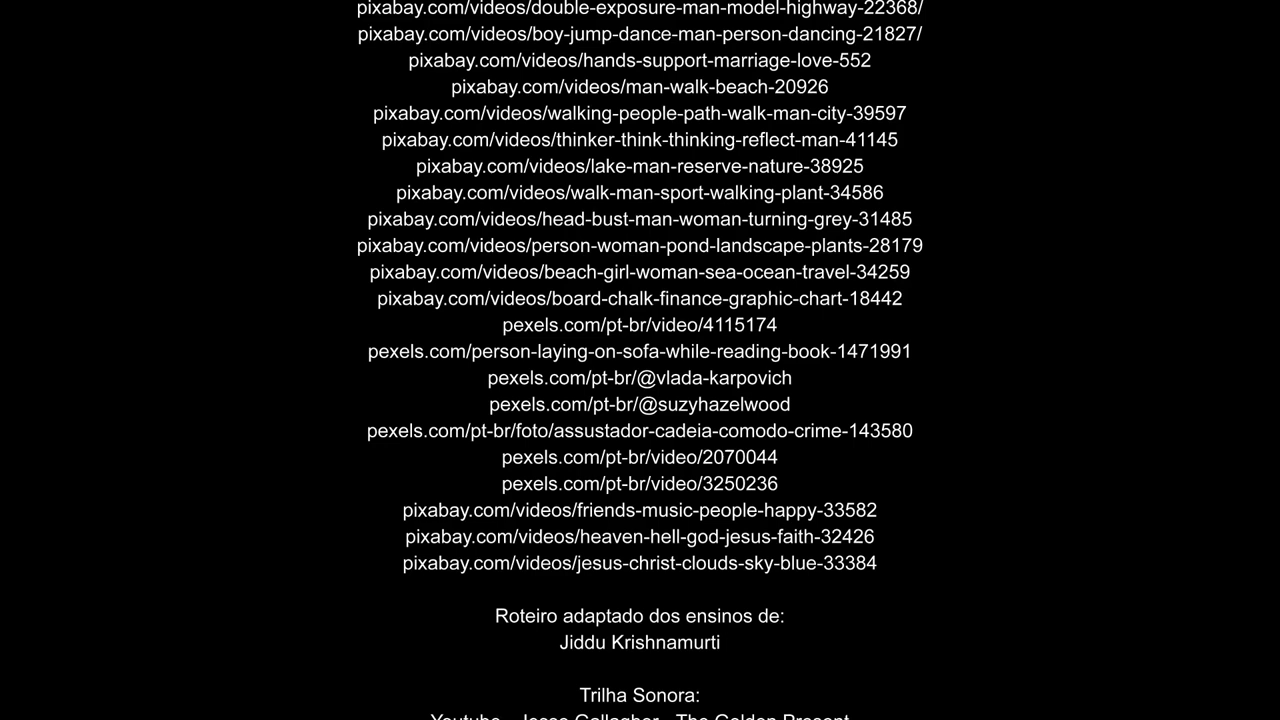 pixabay.com/videos/double-exposure-man-model-highway-22368/
pixabay.com/videos/boy-jump-dance-man-person-dancing-21827/
pixabay.com/videos/hands-support-marriage-love-552
pixabay.com/videos/man-walk-beach-20926
pixabay.com/videos/walking-people-path-walk-man-city-39597
pixabay.com/videos/thinker-think-thinking-reflect-man-41145
pixabay.com/videos/lake-man-reserve-nature-38925
pixabay.com/videos/walk-man-sport-walking-plant-34586
pixabay.com/videos/head-bust-man-woman-turning-grey-31485
pixabay.com/videos/person-woman-pond-landscape-plants-28179
pixabay.com/videos/beach-girl-woman-sea-ocean-travel-34259
pixabay.com/videos/board-chalk-finance-graphic-chart-18442
pexels.com/pt-br/video/4115174
pexels.com/person-laying-on-sofa-while-reading-book-1471991
pexels.com/pt-br/@vlada-karpovich
pexels.com/pt-br/@suzyhazelwood
pexels.com/pt-br/foto/assustador-cadeia-comodo-crime-143580
pexels.com/pt-br/video/2070044
pexels.com/pt-br/video/3250236
pixabay.com/videos/friends-music-people-happy-33582
pixabay.com/videos/heaven-hell-god-jesus-faith-32426
pixabay.com/videos/jesus-christ-clouds-sky-blue-33384
Roteiro adaptado dos ensinos de:
Jiddu Krishnamurti
Trilha Sonora:
Youtube - Jesse Gallagher - The Golden Present